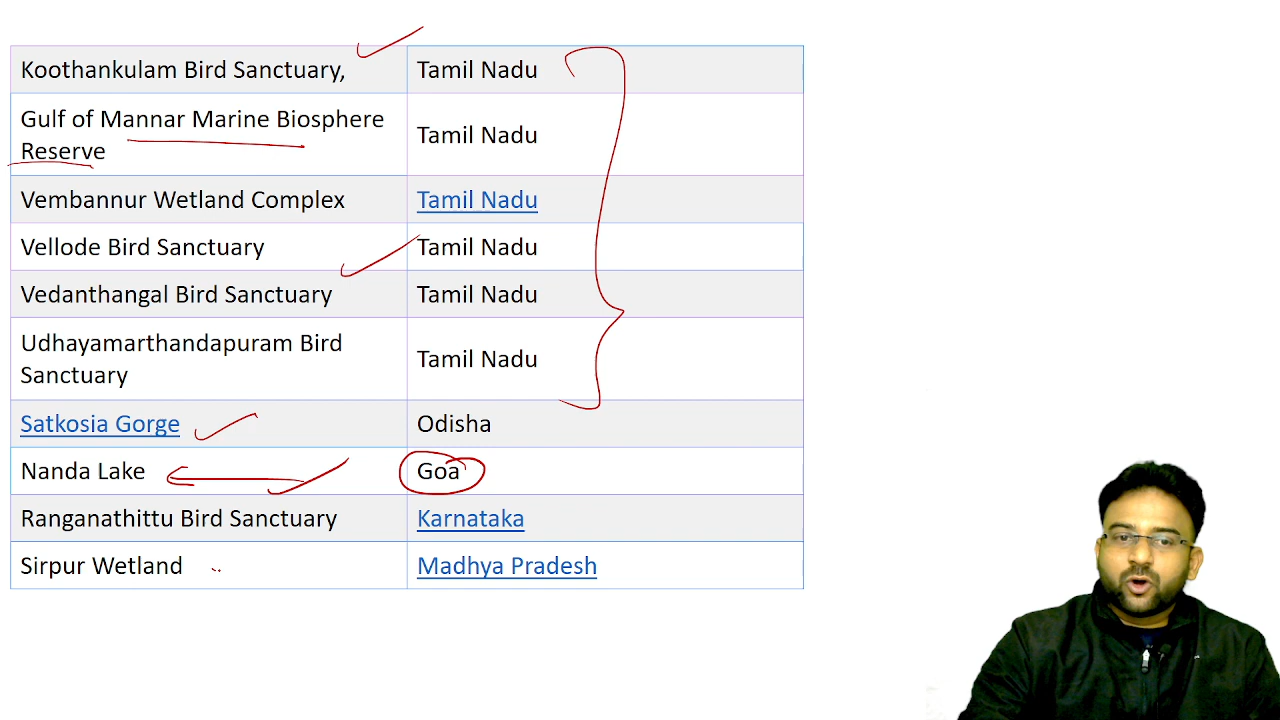 Koothankulam Bird Sanctuary, Tamil Nadu
Gulf of Mannar Marine Biosphere
Reserve
Tamil Nadu
Vembannur Wetland Complex Tamil Nadu
Vellode Bird Sanctuary Tamil Nadu
Vedanthangal Bird Sanctuary Tamil Nadu
Udhayamarthandapuram Bird
Sanctuary
Tamil Nadu
Satkosia Gorge Odisha
Nanda Lake Goa
Ranganathittu Bird Sanctuary Karnataka
Sirpur Wetland Madhya Pradesh